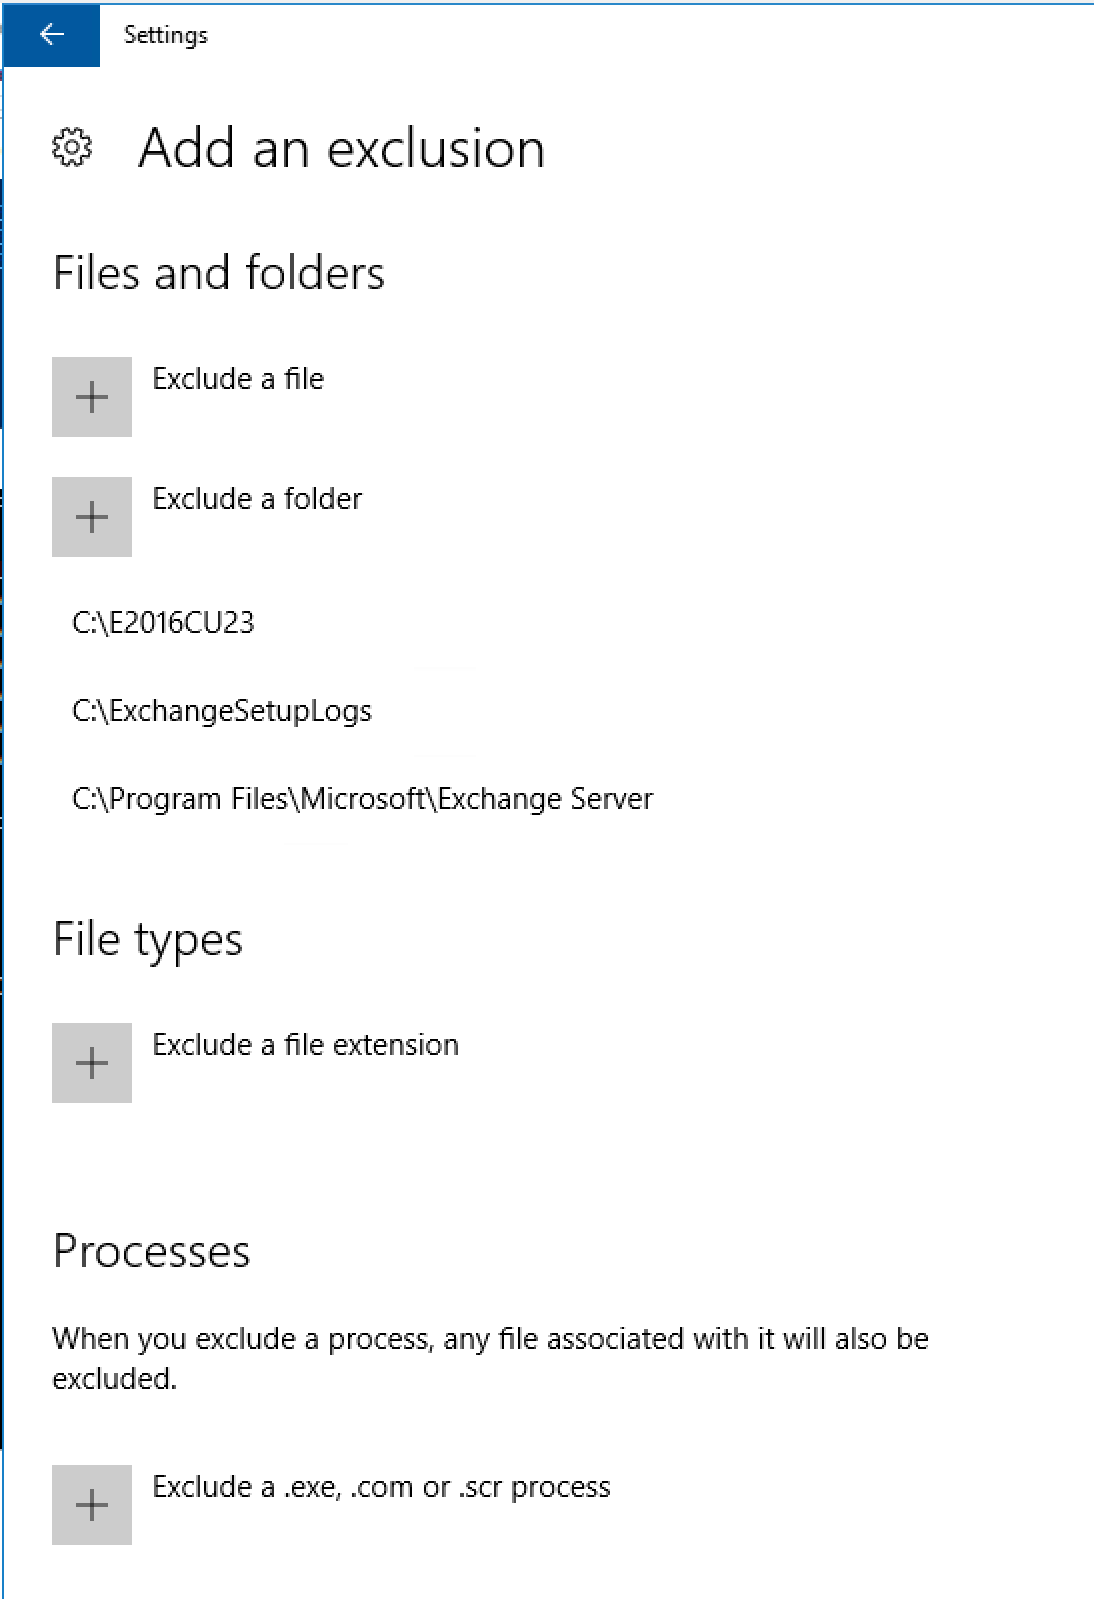 Settings
Add an exclusion
Files and folders
Exclude a file
Exclude a folder
C:\E2016CU23
C:\ExchangeSetupLogs
C:\Program Files\Microsoft\Exchange Server
File types
Exclude a file extension
Processes
When you exclude a process, any file associated with it will also be
excluded.
Exclude a .exe, .com or .scr process